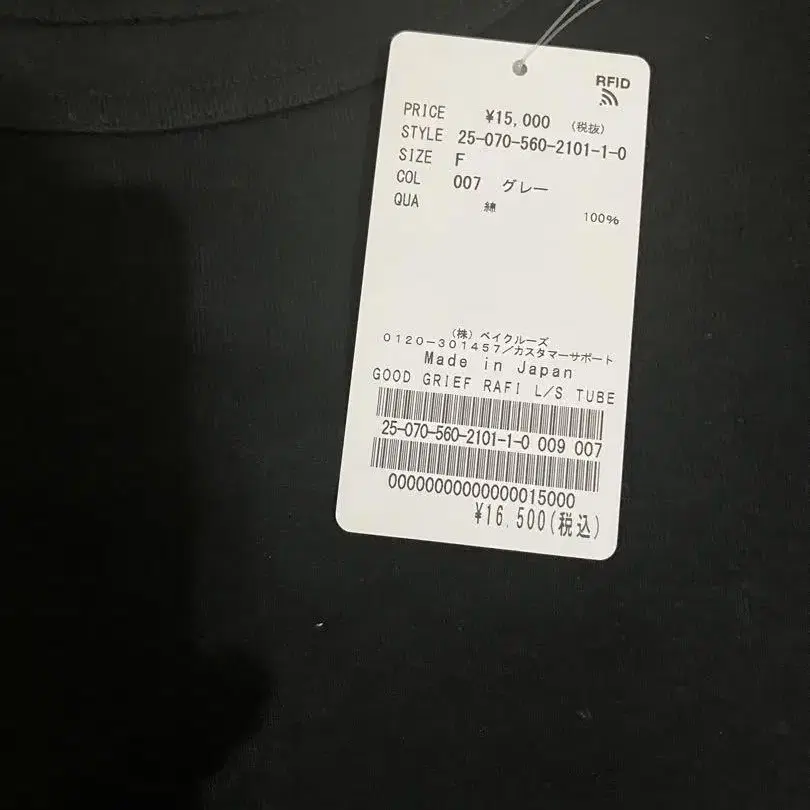 RFID
PRICE ¥15,000 (税抜)
STYLE 25-070-560-2101-1-0
SIZE F
COL 007 グレー
QUA 綿 100%
(株) ベイクルーズ
0120-301457/カスタマーサポート
Made in Japan
GOOD GRIEF RAFI L/S TUBE
25-070-560-2101-1-0 009 007
00000000000000015000
¥16,500(税込)